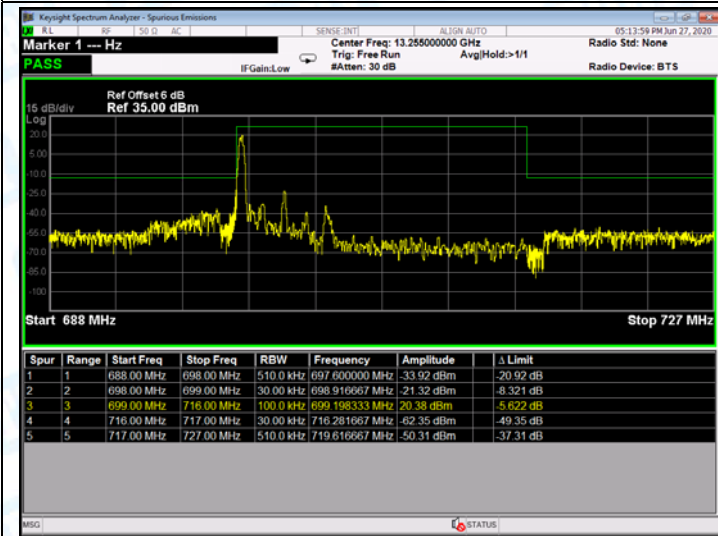 Keysight Spectrum Analyzer - Spurious Emissions
RL RF 50 Ω AC SENSE:INT ALIGN AUTO 05:13:59 PM Jun 27, 2020
Marker 1 --- Hz
Center Freq: 13.255000000 GHz
Radio Std: None
Trig: Free Run Avg|Hold:>1/1
PASS
IFGain:Low
#Atten: 30 dB
Radio Device: BTS
Ref Offset 6 dB
15 dB/div Ref 35.00 dBm
Log
20.0
5.00
-10.0
-25.0
-40.0
-55.0
-70.0
-85.0
-100
Start 688 MHz Stop 727 MHz
Spur Range Start Freq Stop Freq RBW Frequency Amplitude Δ Limit
1 1 688.00 MHz 698.00 MHz 510.0 kHz 697.600000 MHz -33.92 dBm -20.92 dB
2 2 698.00 MHz 699.00 MHz 30.00 kHz 698.916667 MHz -21.32 dBm -8.321 dB
3 3 699.00 MHz 716.00 MHz 100.0 kHz 699.198333 MHz 20.38 dBm -5.622 dB
4 4 716.00 MHz 717.00 MHz 30.00 kHz 716.281667 MHz -62.35 dBm -49.35 dB
5 5 717.00 MHz 727.00 MHz 510.0 kHz 719.616667 MHz -50.31 dBm -37.31 dB
MSG STATUS